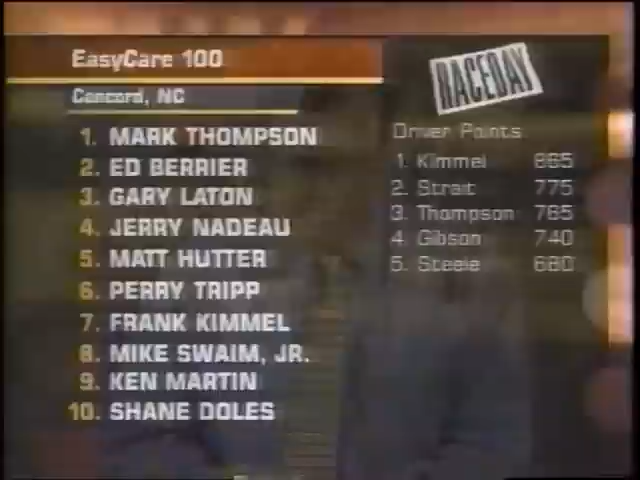 EasyCare 100
Concord, NC
1. MARK THOMPSON
2. ED BERRIER
3. GARY LATON
4. JERRY NADEAU
5. MATT HUTTER
6. PERRY TRIPP
7. FRANK KIMMEL
8. MIKE SWAIM, JR.
9. KEN MARTIN
10. SHANE DOLES
RACEDAY
Driver Points
1. Kimmel 865
2. Strait 775
3. Thompson 765
4. Gibson 740
5. Steele 680